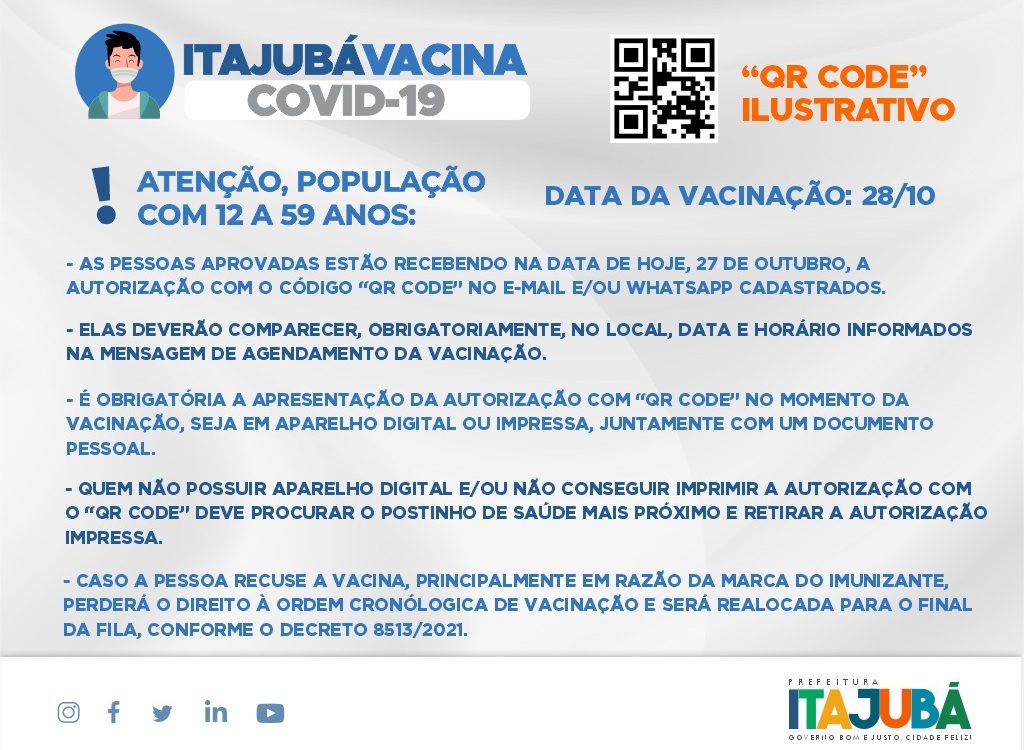 ITAJUBÁVACINA
COVID-19
“QR CODE”
ILUSTRATIVO
! ATENÇÃO, POPULAÇÃO
COM 12 A 59 ANOS:
DATA DA VACINAÇÃO: 28/10
- AS PESSOAS APROVADAS ESTÃO RECEBENDO NA DATA DE HOJE, 27 DE OUTUBRO, A
AUTORIZAÇÃO COM O CÓDIGO “QR CODE” NO E-MAIL E/OU WHATSAPP CADASTRADOS.
- ELAS DEVERÃO COMPARECER, OBRIGATORIAMENTE, NO LOCAL, DATA E HORÁRIO INFORMADOS
NA MENSAGEM DE AGENDAMENTO DA VACINAÇÃO.
- É OBRIGATÓRIA A APRESENTAÇÃO DA AUTORIZAÇÃO COM “QR CODE” NO MOMENTO DA
VACINAÇÃO, SEJA EM APARELHO DIGITAL OU IMPRESSA, JUNTAMENTE COM UM DOCUMENTO
PESSOAL.
- QUEM NÃO POSSUIR APARELHO DIGITAL E/OU NÃO CONSEGUIR IMPRIMIR A AUTORIZAÇÃO COM
O “QR CODE” DEVE PROCURAR O POSTINHO DE SAÚDE MAIS PRÓXIMO E RETIRAR A AUTORIZAÇÃO
IMPRESSA.
- CASO A PESSOA RECUSE A VACINA, PRINCIPALMENTE EM RAZÃO DA MARCA DO IMUNIZANTE,
PERDERÁ O DIREITO À ORDEM CRONÓLOGICA DE VACINAÇÃO E SERÁ REALOCADA PARA O FINAL
DA FILA, CONFORME O DECRETO 8513/2021.
PREFEITURA
ITAJUBÁ
GOVERNO BOM E JUSTO, CIDADE FELIZ!